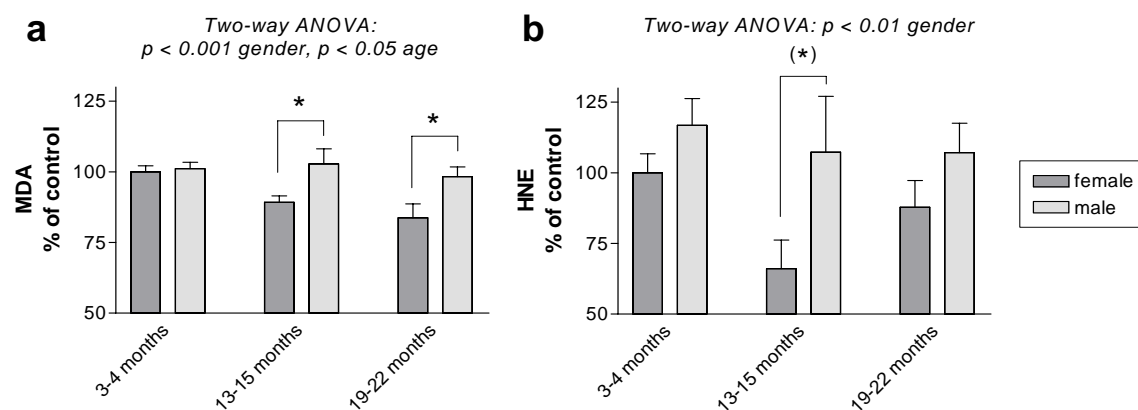 a
Two-way ANOVA:
p < 0.001 gender, p < 0.05 age
MDA
% of control
125
100
75
50
*
*
3-4 months
13-15 months
19-22 months
b
Two-way ANOVA: p < 0.01 gender
(*)
HNE
% of control
125
100
75
50
3-4 months
13-15 months
19-22 months
female
male